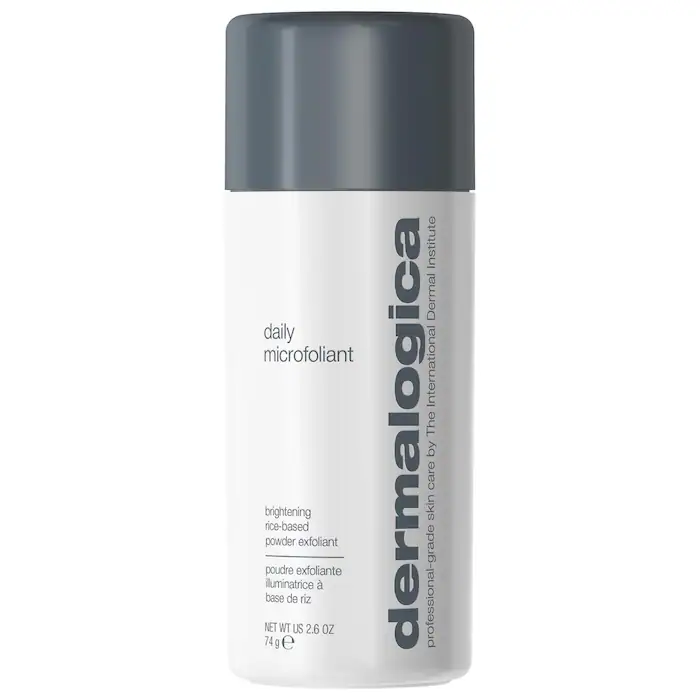 daily
microfoliant
brightening
rice-based
powder exfoliant
poudre exfoliante
illuminatrice à
base de riz
NET WT US 2.6 OZ
74 g ℮
dermalogica
professional-grade skin care by The International Dermal Institute